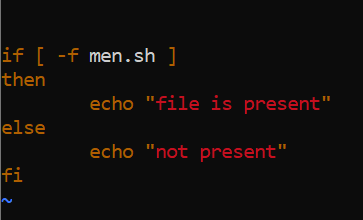 if [ -f men.sh ]
then
        echo "file is present"
else
        echo "not present"
fi
~